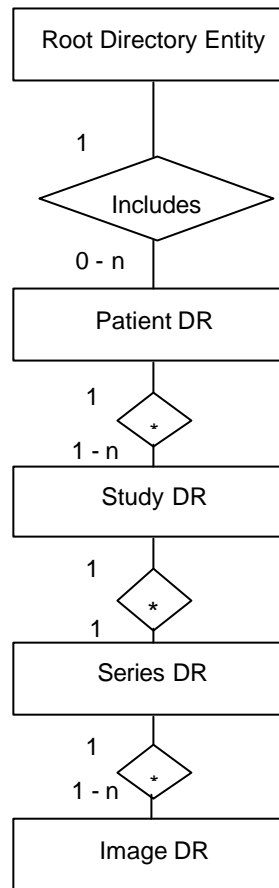 Root Directory Entity
1
Includes
0 - n
Patient DR
1
*
1 - n
Study DR
1
*
1
Series DR
1
*
1 - n
Image DR